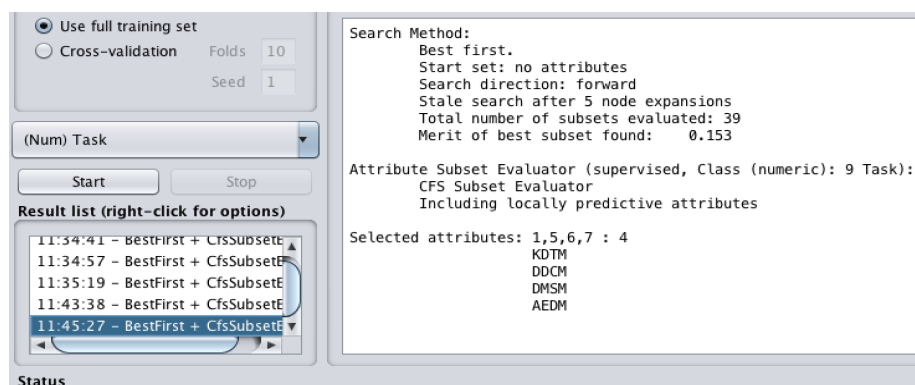 Use full training set
Cross-validation Folds 10
Seed 1
(Num) Task
Start Stop
Result list (right-click for options)
11:34:41 - BestFirst + CfsSubsetE
11:34:57 - BestFirst + CfsSubsetE
11:35:19 - BestFirst + CfsSubsetE
11:43:38 - BestFirst + CfsSubsetE
11:45:27 - BestFirst + CfsSubsetE
Status
Search Method:
Best first.
Start set: no attributes
Search direction: forward
Stale search after 5 node expansions
Total number of subsets evaluated: 39
Merit of best subset found: 0.153
Attribute Subset Evaluator (supervised, Class (numeric): 9 Task):
CFS Subset Evaluator
Including locally predictive attributes
Selected attributes: 1,5,6,7 : 4
KDTM
DDCM
DMSM
AEDM